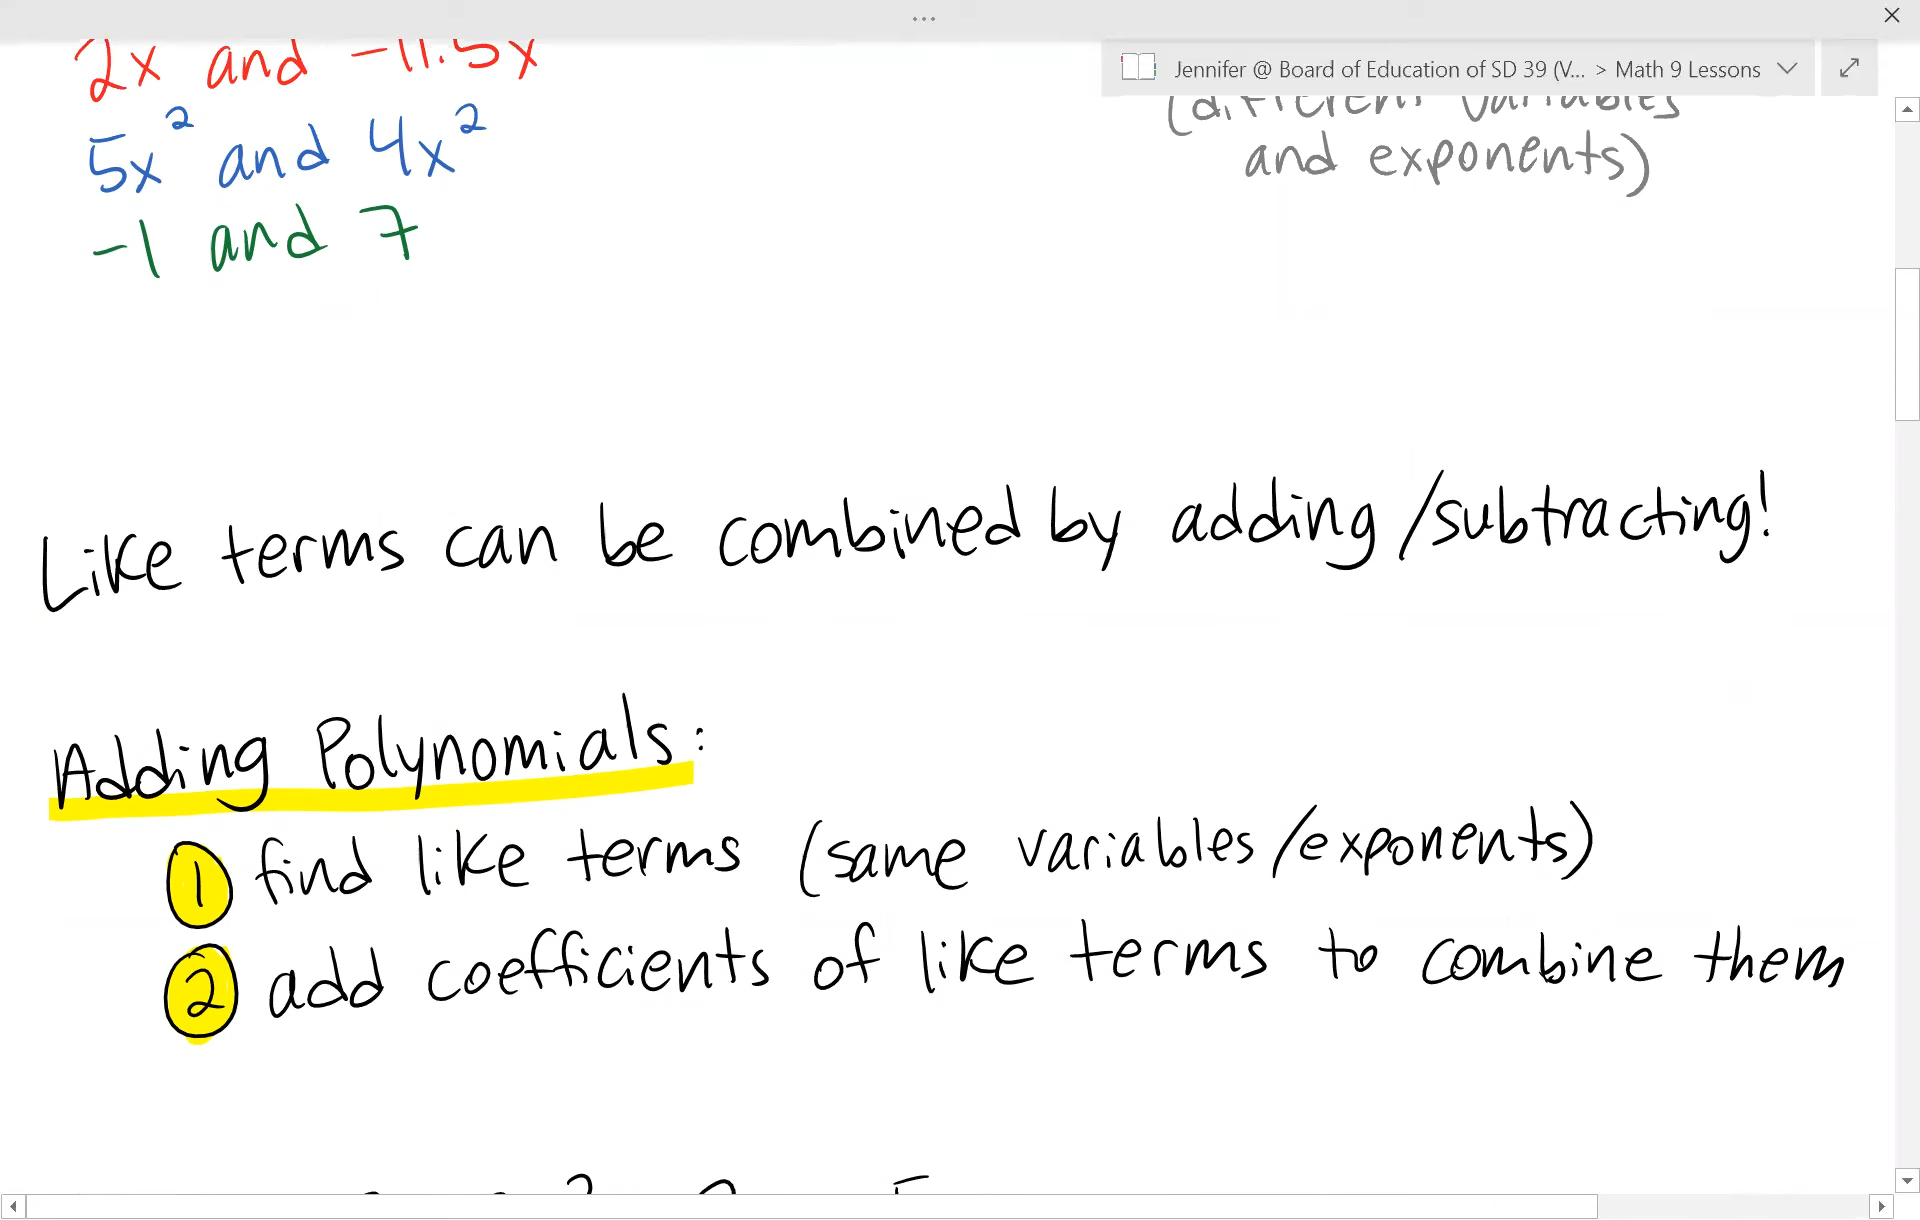 ...
Jennifer @ Board of Education of SD 39 (V... > Math 9 Lessons
2x and -11.5x
(different variables
and exponents)
5x² and 4x²
-1 and 7
Like terms can be combined by adding/subtracting!
Adding Polynomials:
1 find like terms (same variables/exponents)
2 add coefficients of like terms to combine them